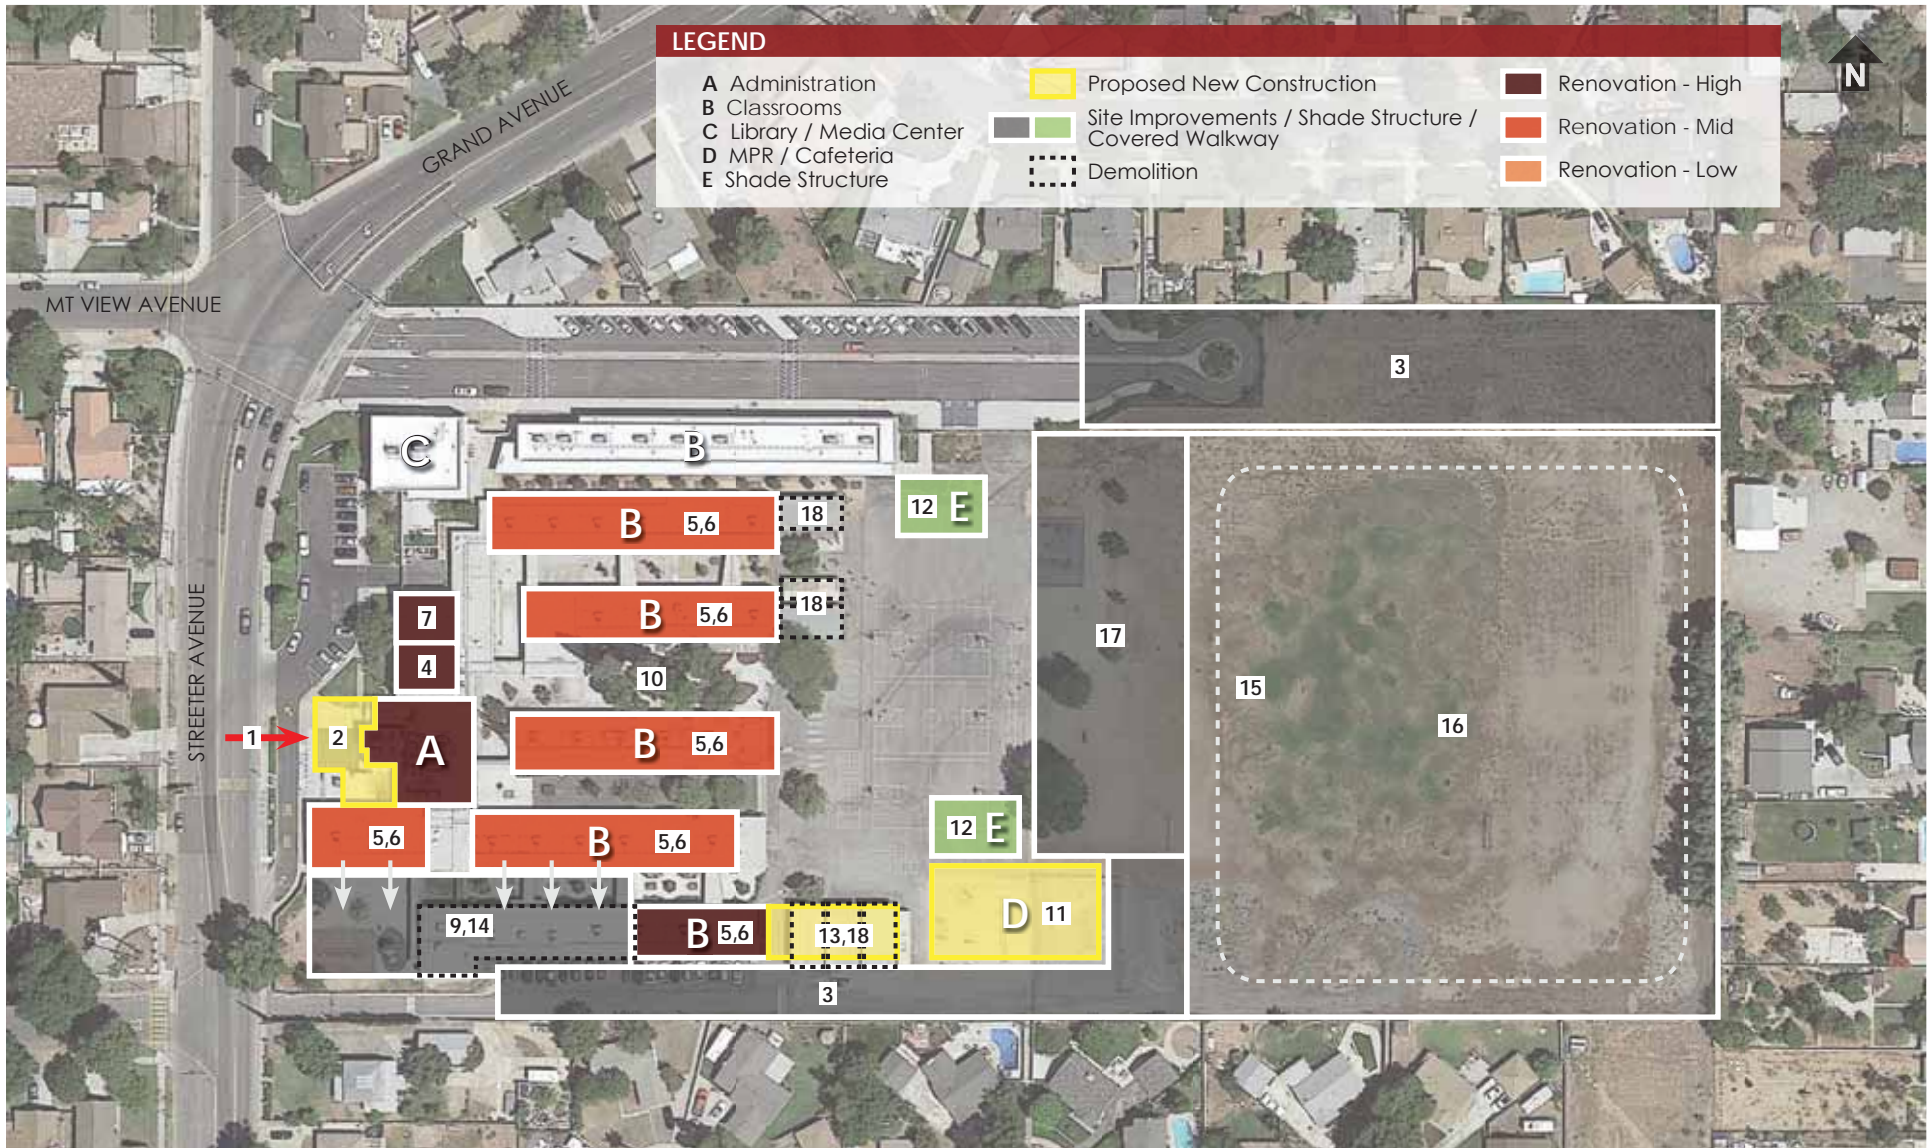 LEGEND
A Administration
B Classrooms
C Library / Media Center
D MPR / Cafeteria
E Shade Structure
Proposed New Construction
Site Improvements / Shade Structure /
Covered Walkway
Demolition
Renovation - High
Renovation - Mid
Renovation - Low
N
GRAND AVENUE
MT VIEW AVENUE
STREETER AVENUE
3
C
B
B 5,6
18
12 E
B 5,6
18
7
4
10
17
15
16
1
2
A
B 5,6
5,6
B 5,6
12 E
9,14
B 5,6
13,18
D 11
3